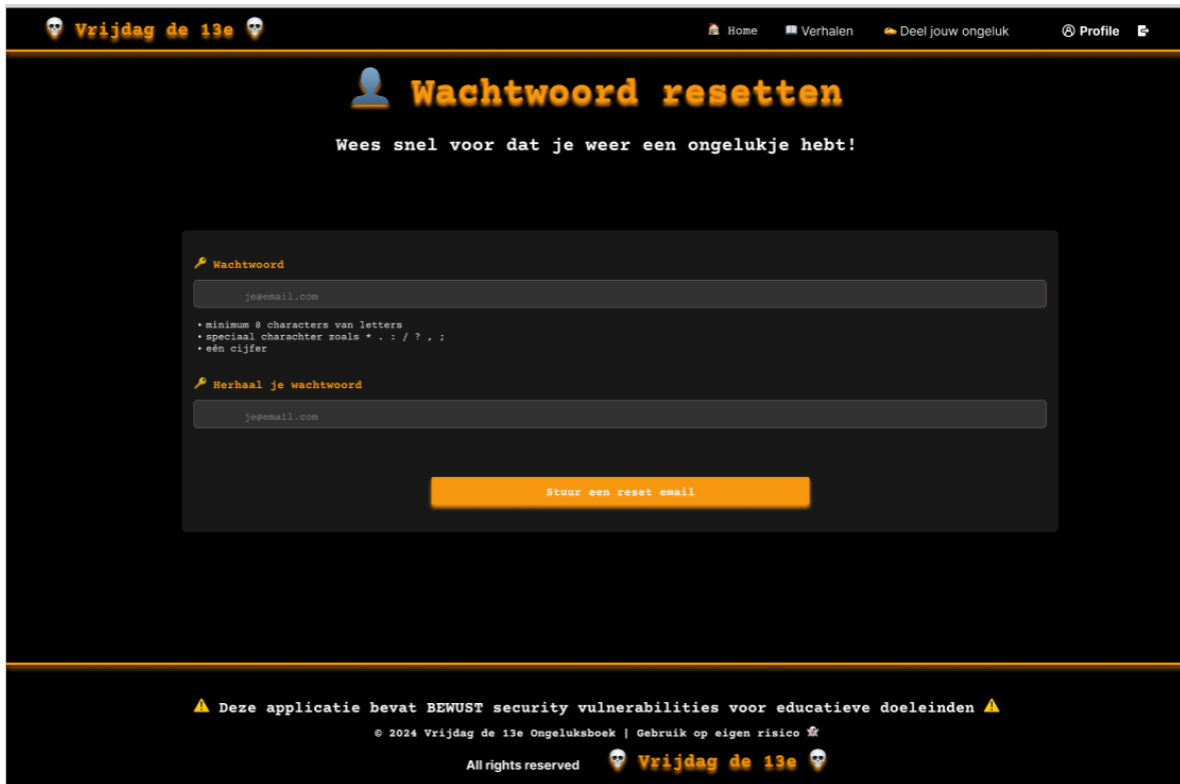 Vrijdag de 13e
Home Verhalen Deel jouw ongeluk Profile
Wachtwoord resetten
Wees snel voor dat je weer een ongelukje hebt!
Wachtwoord
je@email.com
• minimum 8 characters van letters
• speciaal charachter zoals * . : / ? , ;
• eén cijfer
Herhaal je wachtwoord
je@email.com
Stuur een reset email
Deze applicatie bevat BEWUST security vulnerabilities voor educatieve doeleinden
© 2024 Vrijdag de 13e Ongeluksboek | Gebruik op eigen risico
All rights reserved Vrijdag de 13e